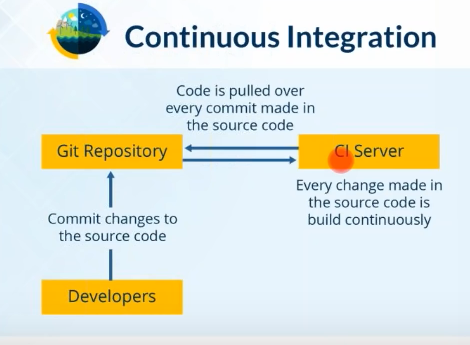 Continuous Integration
Code is pulled over
every commit made in
the source code
Git Repository
CI Server
Every change made in
the source code is
build continuously
Commit changes to
the source code
Developers